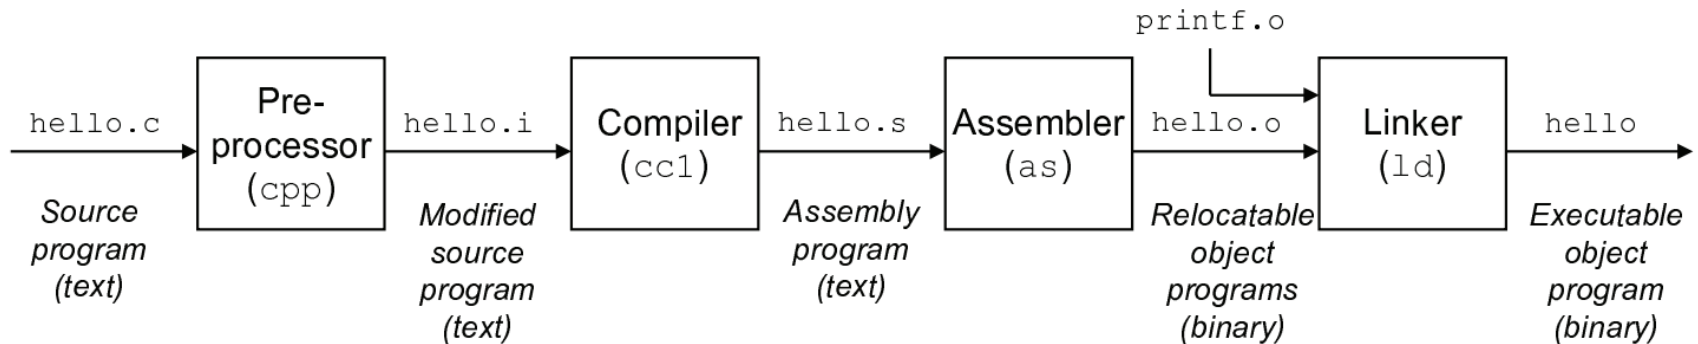 printf.o
hello.c
Pre-
processor
(cpp)
hello.i
Compiler
(cc1)
hello.s
Assembler
(as)
hello.o
Linker
(ld)
hello
Source
program
(text)
Modified
source
program
(text)
Assembly
program
(text)
Relocatable
object
programs
(binary)
Executable
object
program
(binary)